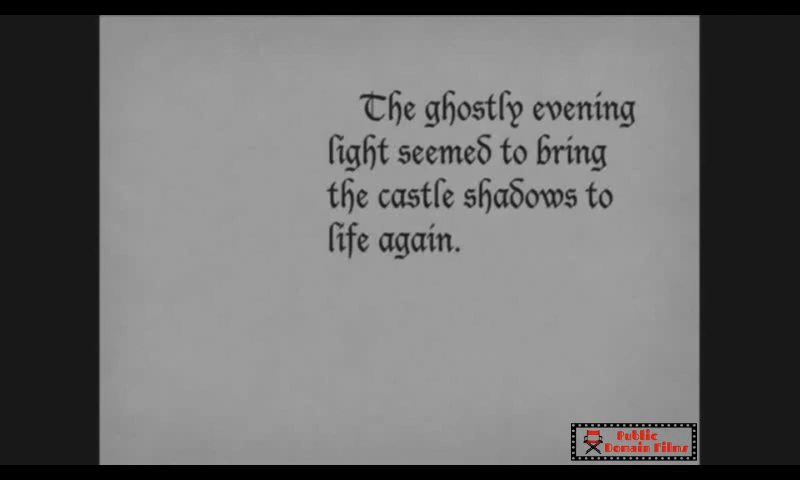 The ghostly evening
light seemed to bring
the castle shadows to
life again.
Public
Domain Films